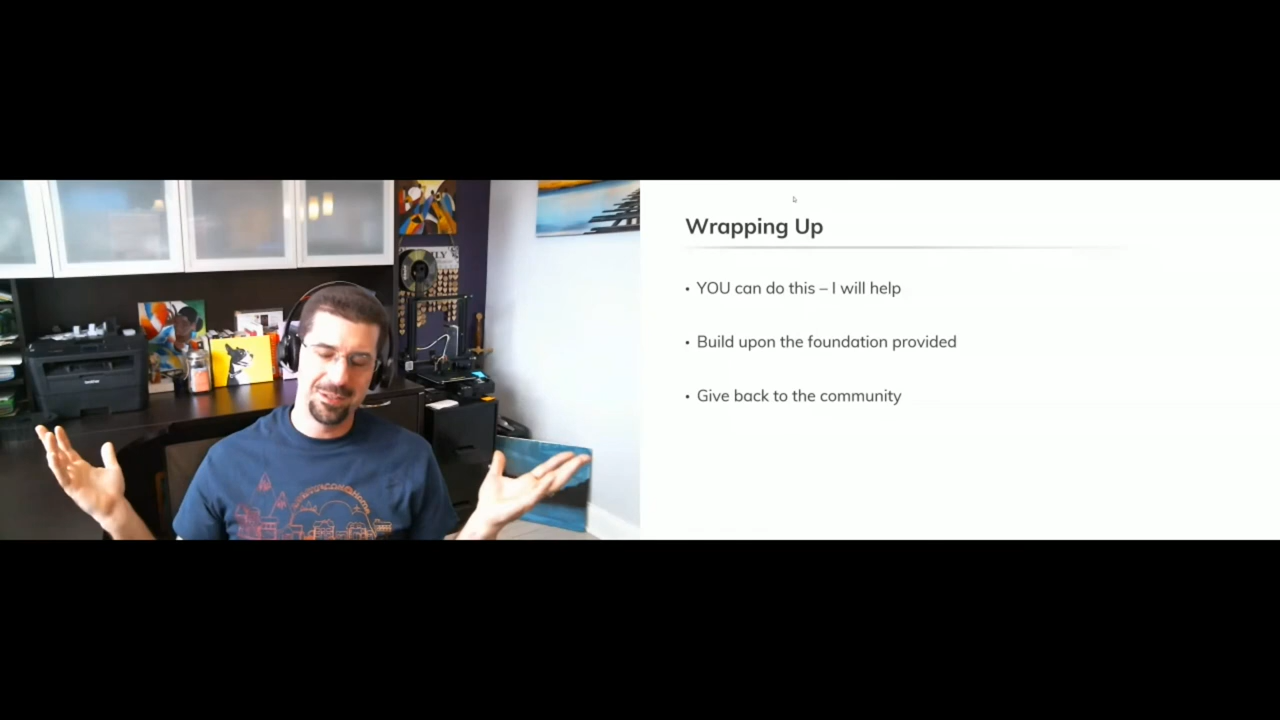 Wrapping Up
• YOU can do this – I will help
• Build upon the foundation provided
• Give back to the community